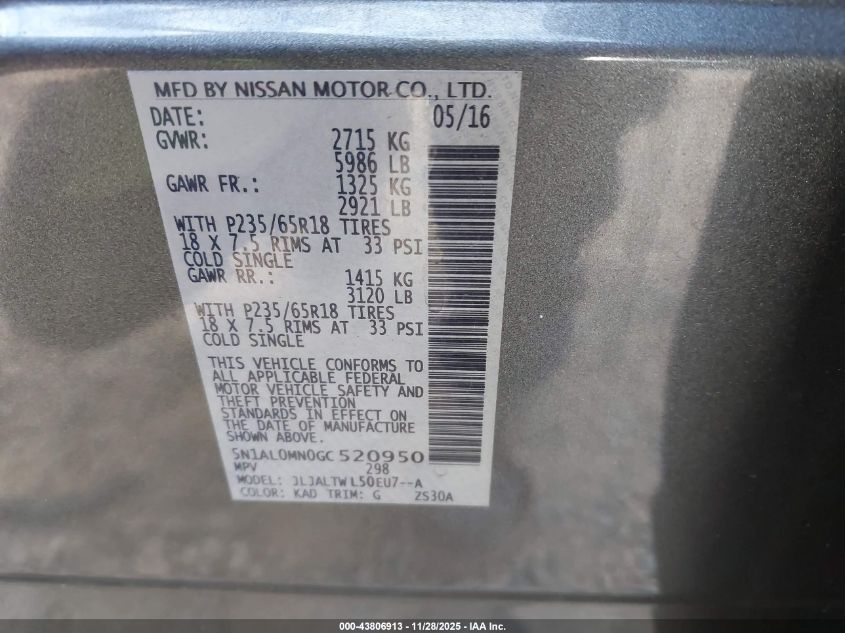 MFD BY NISSAN MOTOR CO., LTD.
DATE: 05/16
GVWR: 2715 KG
5986 LB
GAWR FR.: 1325 KG
2921 LB
WITH P235/65R18 TIRES
18 X 7.5 RIMS AT 33 PSI
COLD SINGLE
GAWR RR.: 1415 KG
3120 LB
WITH P235/65R18 TIRES
18 X 7.5 RIMS AT 33 PSI
COLD SINGLE
THIS VEHICLE CONFORMS TO
ALL APPLICABLE FEDERAL
MOTOR VEHICLE SAFETY AND
THEFT PREVENTION
STANDARDS IN EFFECT ON
THE DATE OF MANUFACTURE
SHOWN ABOVE.
5N1AL0MN0GC520950
MPV 298
MODEL: JLJALTWL50EU7--A
COLOR: KAD TRIM: G ZS30A
000-43806913 - 11/28/2025 - IAA Inc.